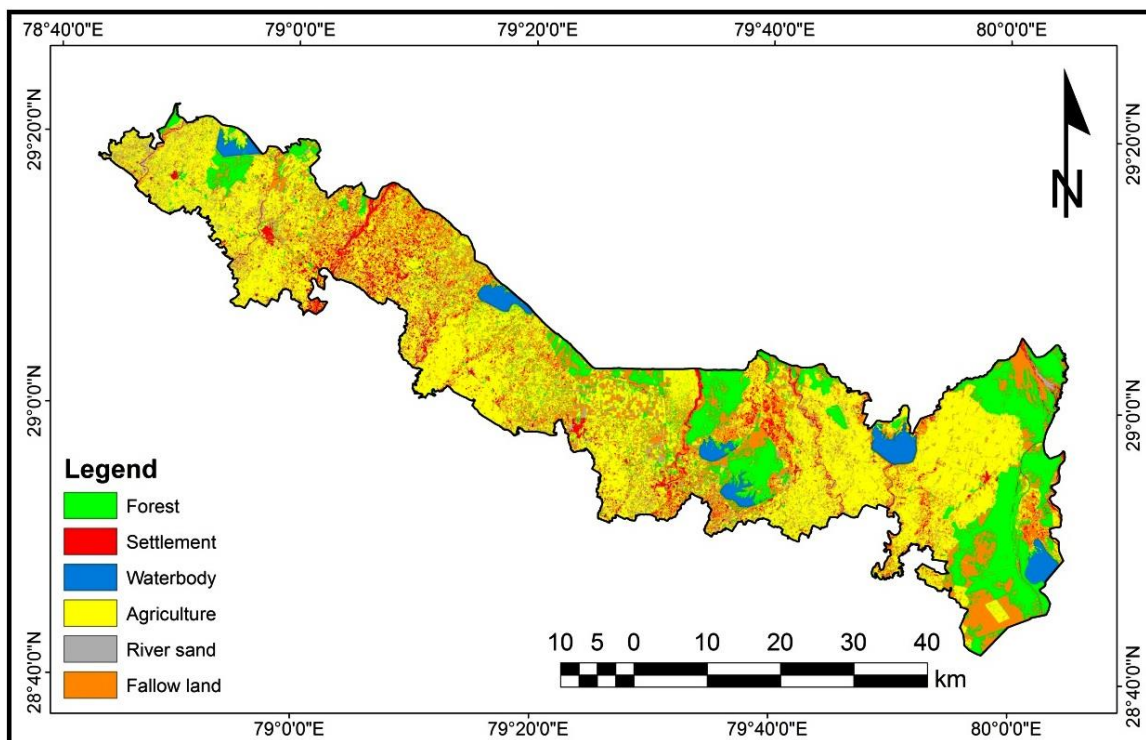 78°40'0"E 79°0'0"E 79°20'0"E 79°40'0"E 80°0'0"E
29°20'0"N 29°20'0"N
N
29°0'0"N 29°0'0"N
Legend
Forest
Settlement
Waterbody
Agriculture
River sand
Fallow land
10 5 0 10 20 30 40
km
28°40'0"N 28°40'0"N
79°0'0"E 79°20'0"E 79°40'0"E 80°0'0"E